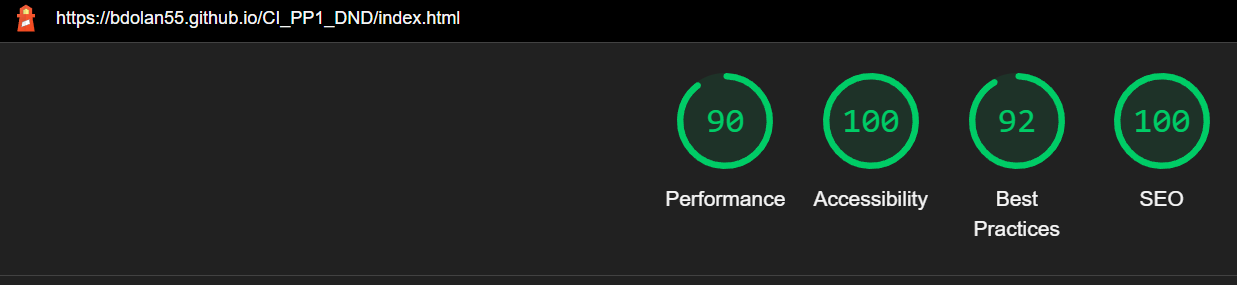 https://bdolan55.github.io/CI_PP1_DND/index.html
90
100
92
100
Performance
Accessibility
Best
Practices
SEO